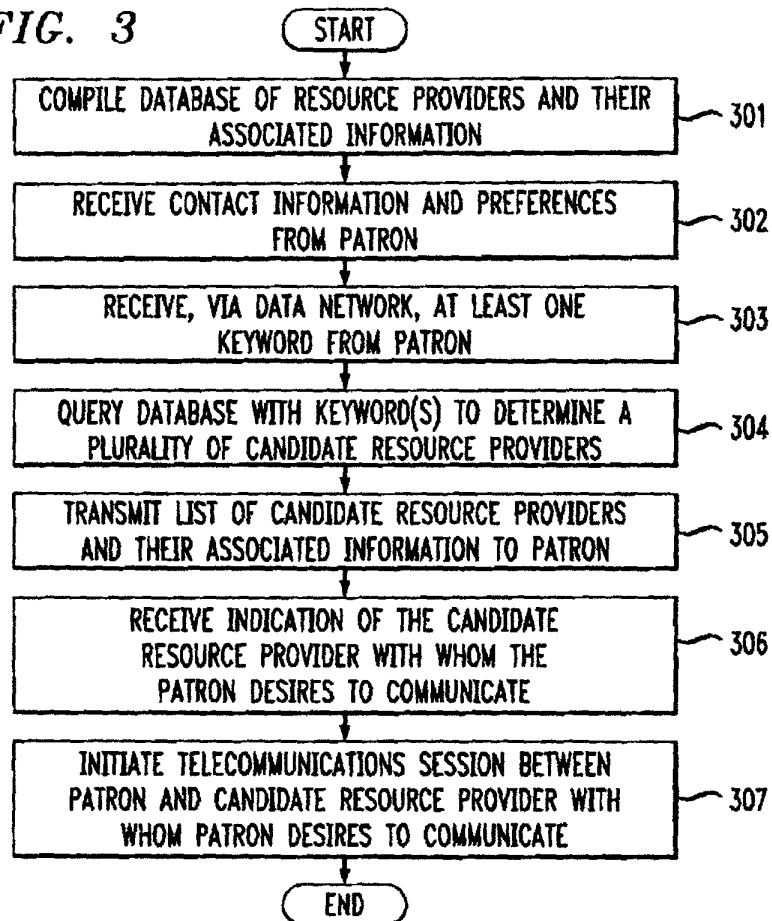 FIG. 3
START
COMPILE DATABASE OF RESOURCE PROVIDERS AND THEIR
ASSOCIATED INFORMATION
301
RECEIVE CONTACT INFORMATION AND PREFERENCES
FROM PATRON
302
RECEIVE, VIA DATA NETWORK, AT LEAST ONE
KEYWORD FROM PATRON
303
QUERY DATABASE WITH KEYWORD(S) TO DETERMINE A
PLURALITY OF CANDIDATE RESOURCE PROVIDERS
304
TRANSMIT LIST OF CANDIDATE RESOURCE PROVIDERS
AND THEIR ASSOCIATED INFORMATION TO PATRON
305
RECEIVE INDICATION OF THE CANDIDATE
RESOURCE PROVIDER WITH WHOM THE
PATRON DESIRES TO COMMUNICATE
306
INITIATE TELECOMMUNICATIONS SESSION BETWEEN
PATRON AND CANDIDATE RESOURCE PROVIDER WITH
WHOM PATRON DESIRES TO COMMUNICATE
307
END